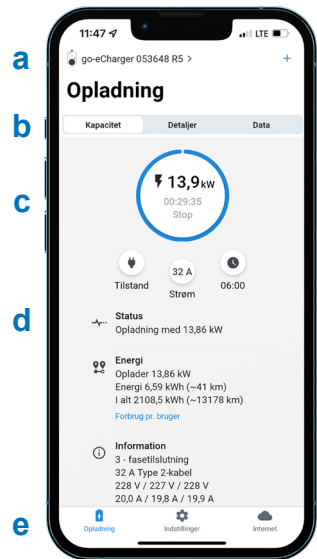 11:47 LTE
a
go-eCharger 053648 R5 > +
Opladning
b
Kapacitet Detaljer Data
c
13,9 kW
00:29:35
Stop
32 A
Tilstand Strøm 06:00
d
Status
Opladning med 13,86 kW
Energi
Oplader 13,86 kW
Energi 6,59 kWh (~41 km)
I alt 2108,5 kWh (~13178 km)
Forbrug pr. bruger
Information
3 - fasetilslutning
32 A Type 2-kabel
228 V / 227 V / 228 V
20,0 A / 19,8 A / 19,9 A
e
Opladning Indstillinger Internet